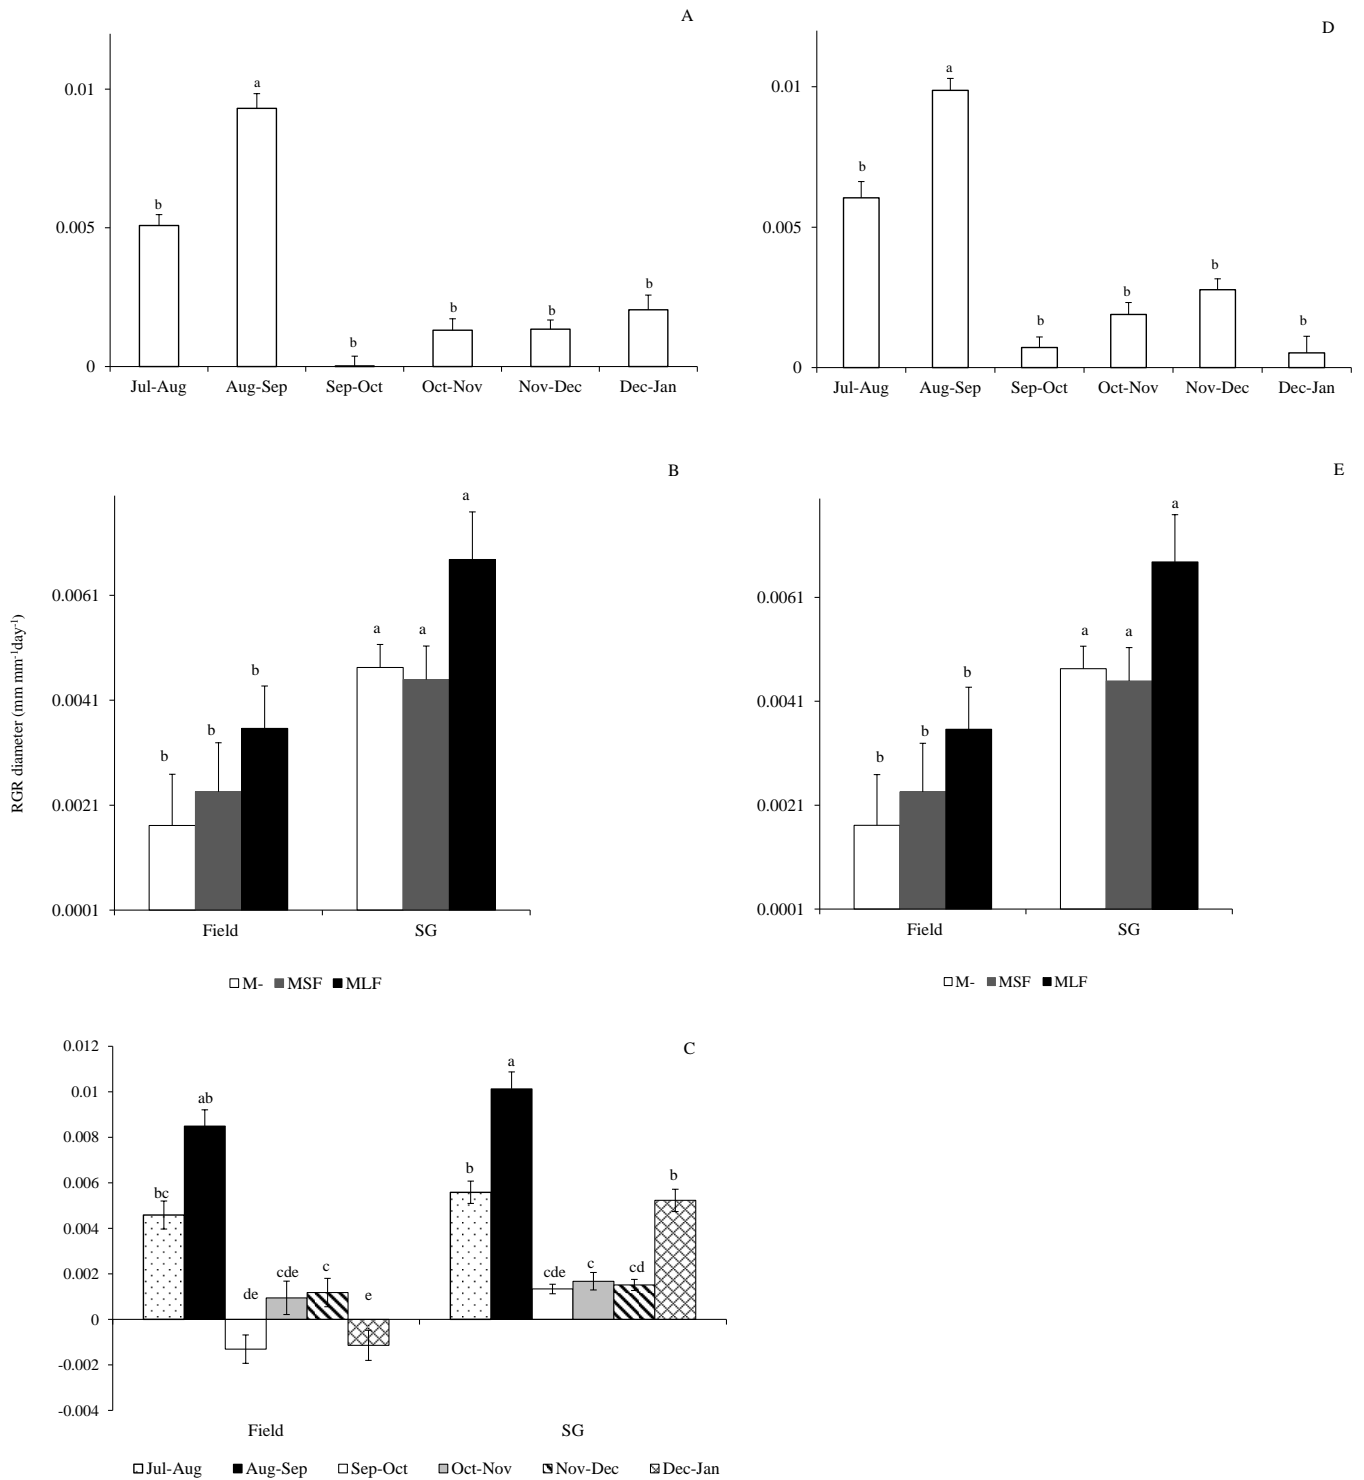 A
0.01
0.005
0
b
a
b
b
b
b
Jul-Aug Aug-Sep Sep-Oct Oct-Nov Nov-Dec Dec-Jan
D
0.01
0.005
0
b
a
b
b
b
b
Jul-Aug Aug-Sep Sep-Oct Oct-Nov Nov-Dec Dec-Jan
RGR diameter (mm mm⁻¹day⁻¹)
B
0.0061
0.0041
0.0021
0.0001
b
b
b
a
a
a
Field SG
M- MSF MLF
E
0.0061
0.0041
0.0021
0.0001
b
b
b
a
a
a
Field SG
M- MSF MLF
C
0.012
0.01
0.008
0.006
0.004
0.002
0
-0.002
-0.004
bc
ab
de
cde
c
e
b
a
cde
c
cd
b
Field SG
Jul-Aug Aug-Sep Sep-Oct Oct-Nov Nov-Dec Dec-Jan